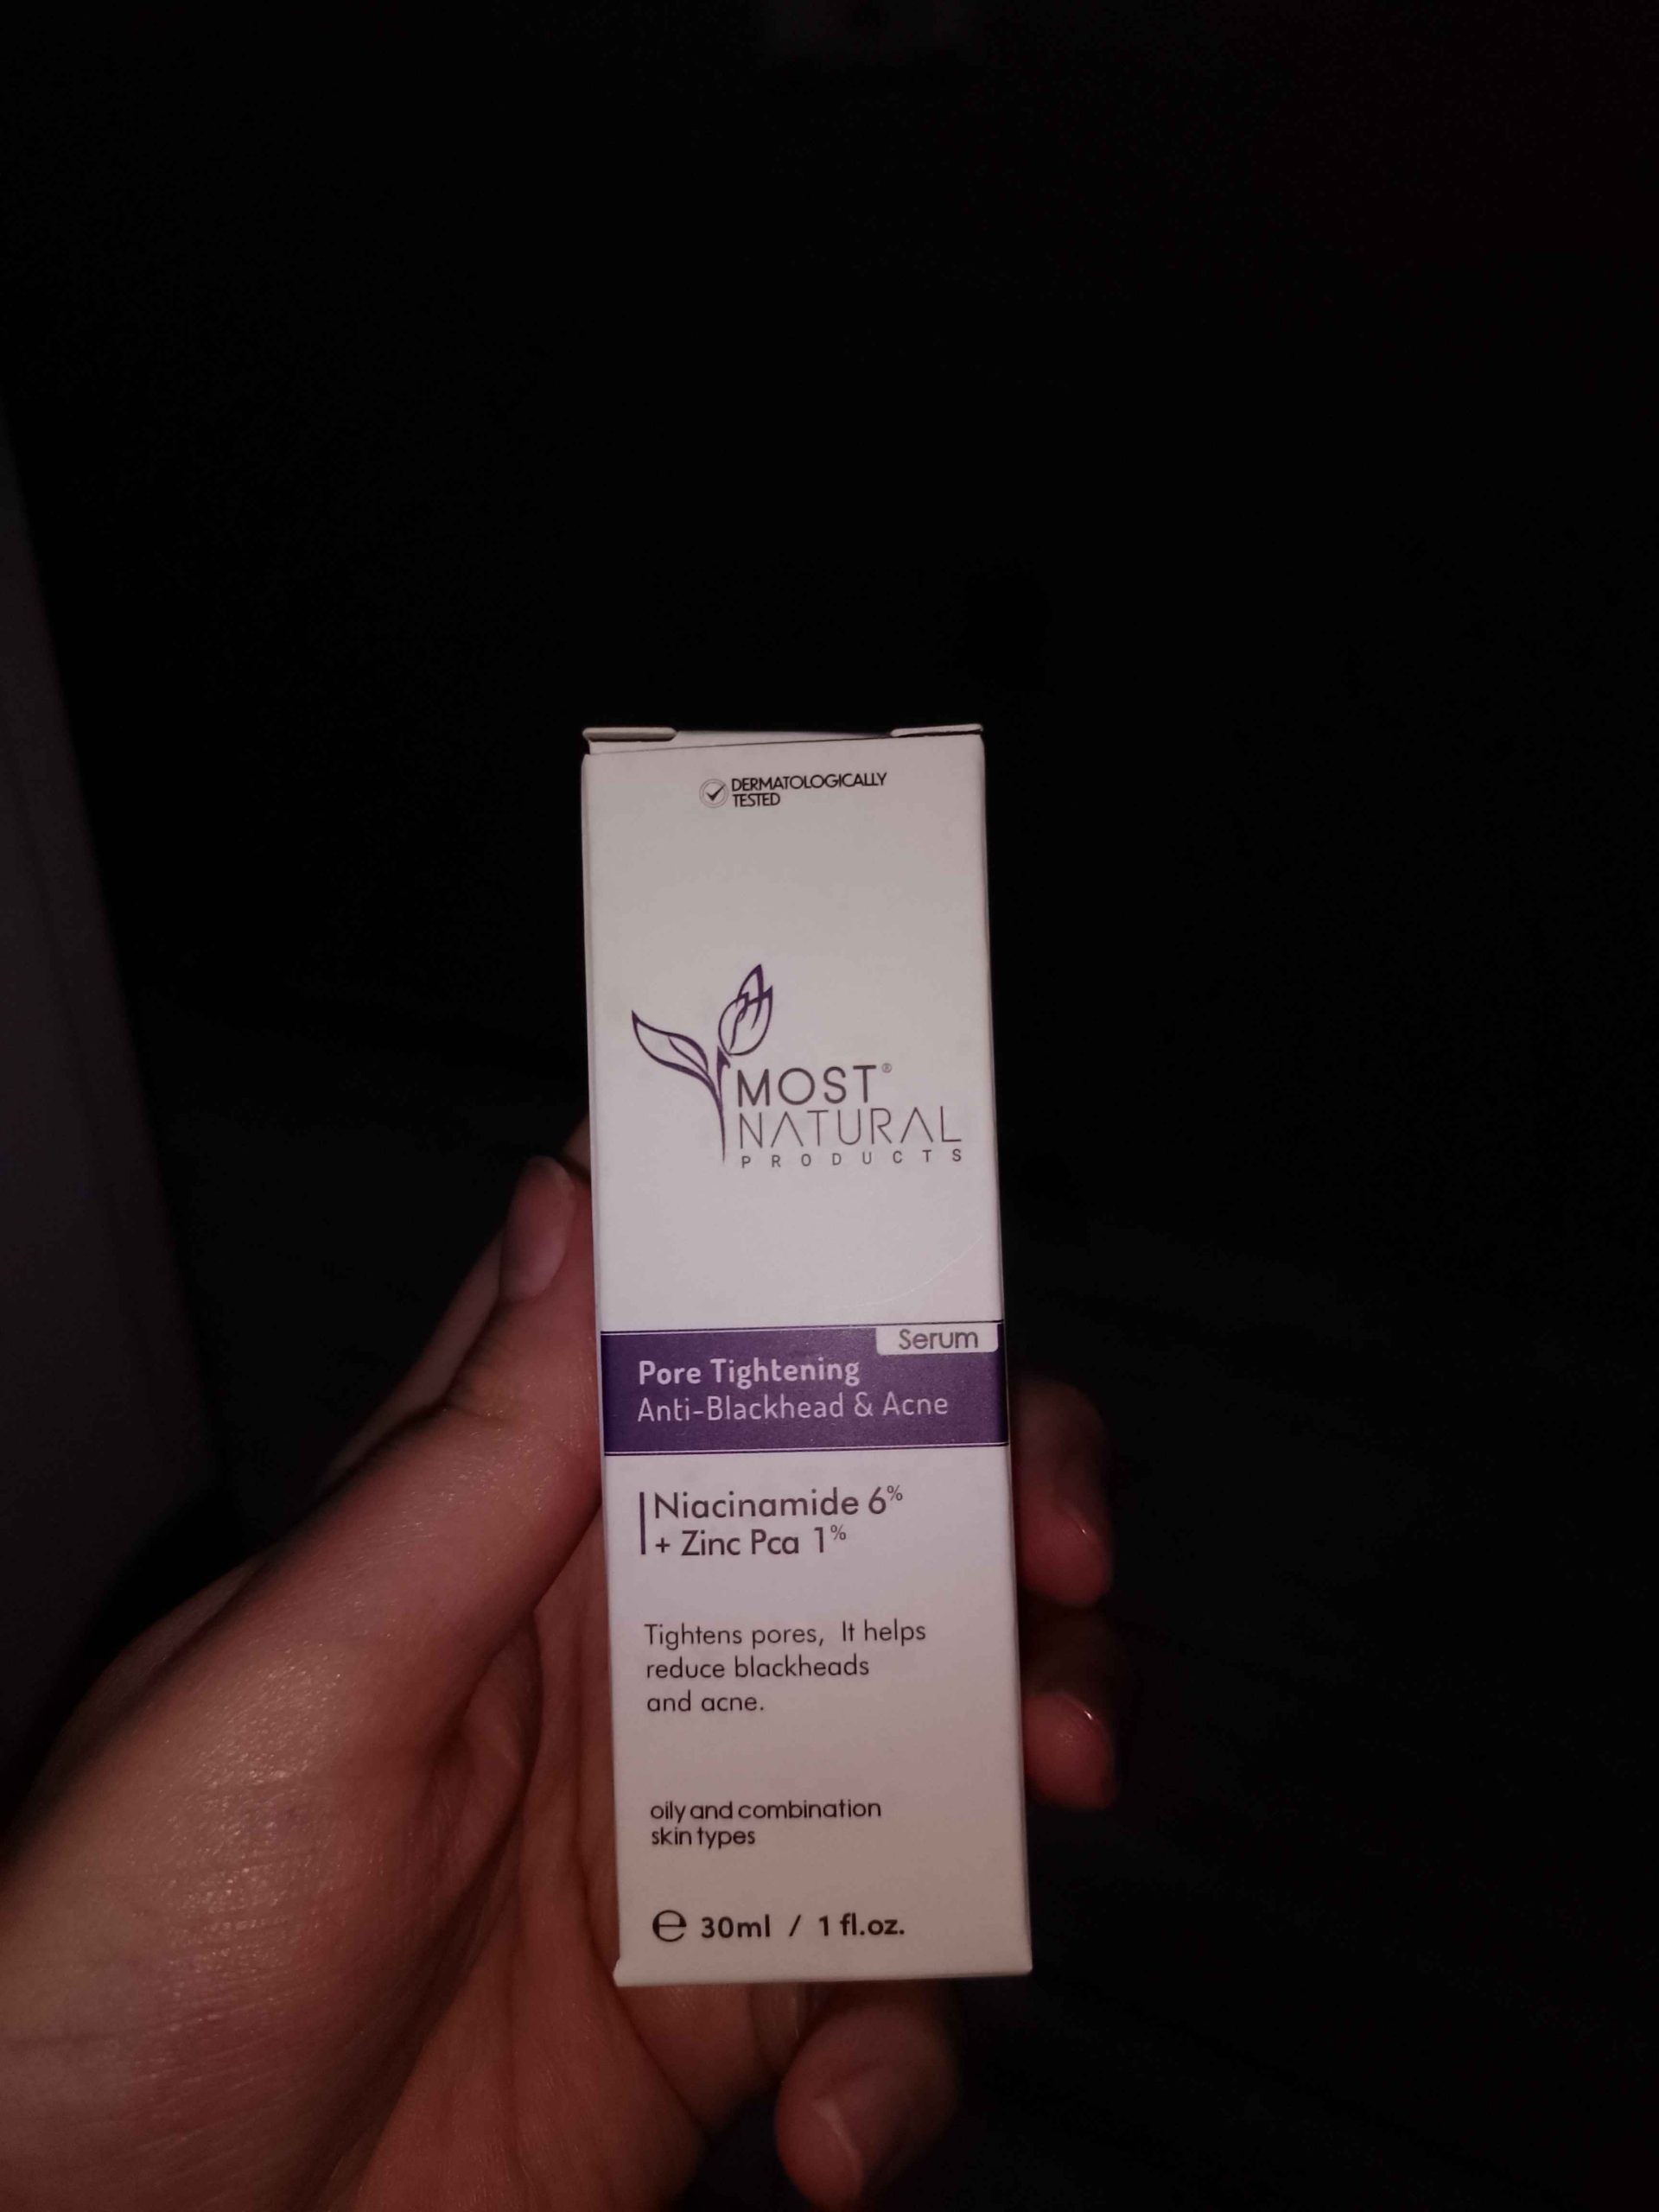 DERMATOLOGICALLY
TESTED
MOST®
NATURAL
PRODUCTS
Serum
Pore Tightening
Anti-Blackhead & Acne
Niacinamide 6%
+ Zinc Pca 1%
Tightens pores, It helps
reduce blackheads
and acne.
oily and combination
skin types
℮ 30ml / 1 fl.oz.